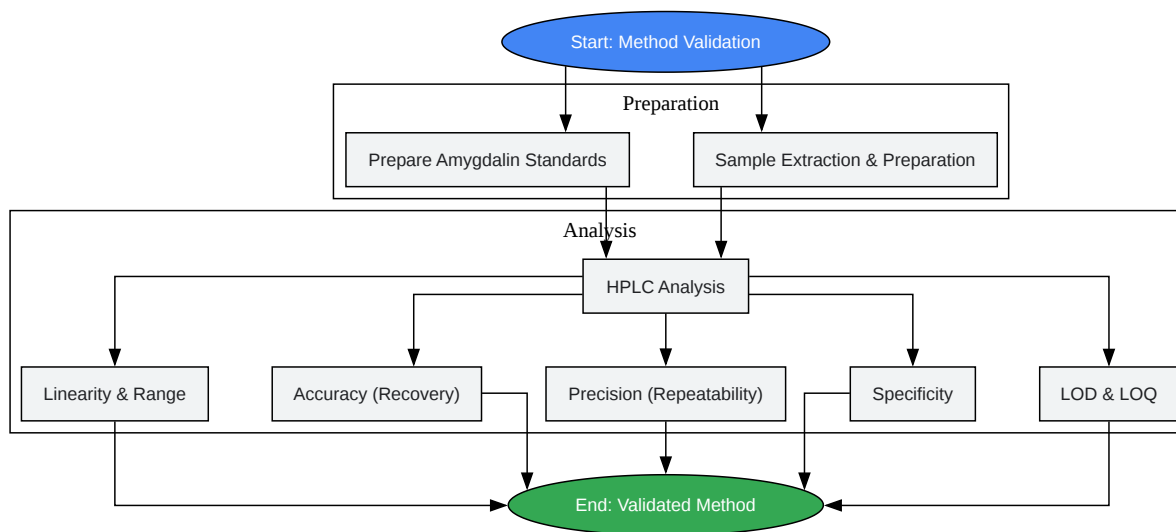 Start: Method Validation
Preparation
Prepare Amygdalin Standards
Sample Extraction & Preparation
Analysis
HPLC Analysis
Linearity & Range
Accuracy (Recovery)
Precision (Repeatability)
Specificity
LOD & LOQ
End: Validated Method